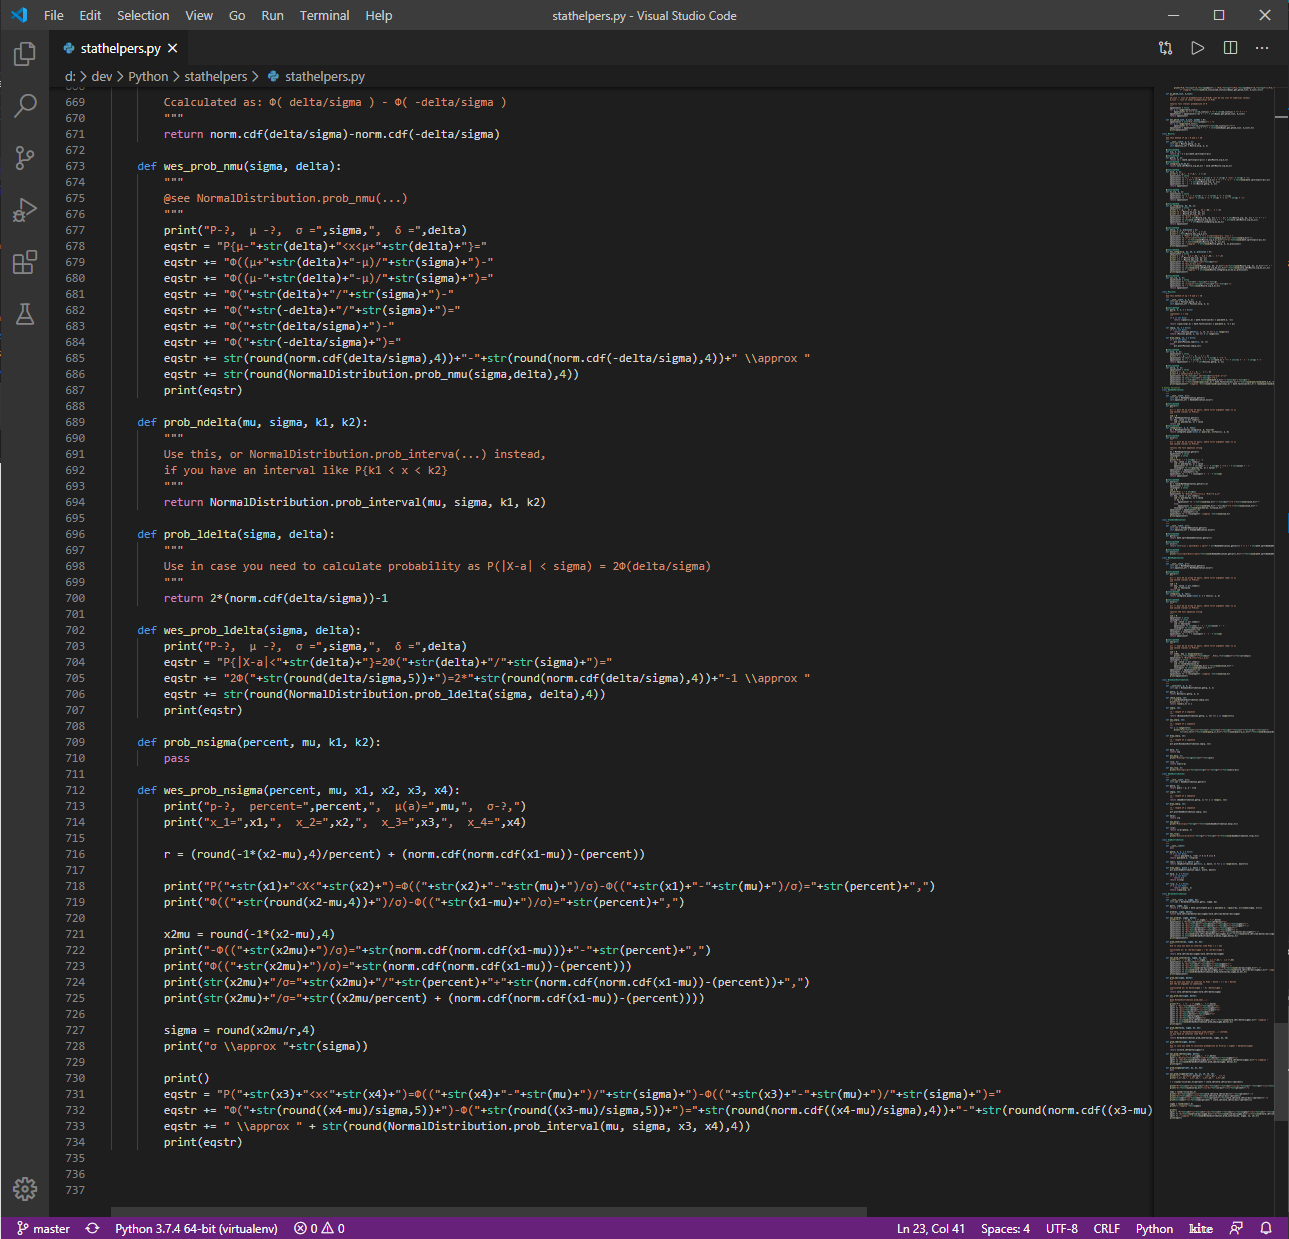 File Edit Selection View Go Run Terminal Help stathelpers.py - Visual Studio Code
stathelpers.py
d: > dev > Python > stathelpers > stathelpers.py
669 Ccalculated as: Φ( delta/sigma ) - Φ( -delta/sigma )
670 """
671 return norm.cdf(delta/sigma)-norm.cdf(-delta/sigma)
672
673 def wes_prob_nmu(sigma, delta):
674 """
675 @see NormalDistribution.prob_nmu(...)
676 """
677 print("P-?,  μ -?,  σ =",sigma,",  δ =",delta)
678 eqstr = "P{μ-"+str(delta)+"<x<μ+"+str(delta)+"}="
679 eqstr += "Φ((μ+"+str(delta)+"-μ)/"+str(sigma)+")-"
680 eqstr += "Φ((μ-"+str(delta)+"-μ)/"+str(sigma)+")="
681 eqstr += "Φ("+str(delta)+"/"+str(sigma)+")-"
682 eqstr += "Φ("+str(-delta)+"/"+str(sigma)+")="
683 eqstr += "Φ("+str(delta/sigma)+")-"
684 eqstr += "Φ("+str(-delta/sigma)+")="
685 eqstr += str(round(norm.cdf(delta/sigma),4))+"-"+str(round(norm.cdf(-delta/sigma),4))+" \\approx "
686 eqstr += str(round(NormalDistribution.prob_nmu(sigma,delta),4))
687 print(eqstr)
688
689 def prob_ndelta(mu, sigma, k1, k2):
690 """
691 Use this, or NormalDistribution.prob_interva(...) instead,
692 if you have an interval like P{k1 < x < k2}
693 """
694 return NormalDistribution.prob_interval(mu, sigma, k1, k2)
695
696 def prob_ldelta(sigma, delta):
697 """
698 Use in case you need to calculate probability as P(|X-a| < sigma) = 2Φ(delta/sigma)
699 """
700 return 2*(norm.cdf(delta/sigma))-1
701
702 def wes_prob_ldelta(sigma, delta):
703 print("P-?,  μ -?,  σ =",sigma,",  δ =",delta)
704 eqstr = "P{|X-a|<"+str(delta)+"}=2Φ("+str(delta)+"/"+str(sigma)+")="
705 eqstr += "2Φ("+str(round(delta/sigma,5))+")=2*"+str(round(norm.cdf(delta/sigma),4))+"-1 \\approx "
706 eqstr += str(round(NormalDistribution.prob_ldelta(sigma, delta),4))
707 print(eqstr)
708
709 def prob_nsigma(percent, mu, k1, k2):
710 pass
711
712 def wes_prob_nsigma(percent, mu, x1, x2, x3, x4):
713 print("p-?,  percent=",percent,",  μ(a)=",mu,",  σ-?,")
714 print("x_1=",x1,",  x_2=",x2,",  x_3=",x3,",  x_4=",x4)
715
716 r = (round(-1*(x2-mu),4)/percent) + (norm.cdf(norm.cdf(x1-mu))-(percent))
717
718 print("P("+str(x1)+"<X<"+str(x2)+")=Φ(("+str(x2)+"-"+str(mu)+")/σ)-Φ(("+str(x1)+"-"+str(mu)+")/σ)="+str(percent)+",")
719 print("Φ(("+str(round(x2-mu,4))+")/σ)-Φ(("+str(x1-mu)+")/σ)="+str(percent)+",")
720
721 x2mu = round(-1*(x2-mu),4)
722 print("-Φ(("+str(x2mu)+")/σ)="+str(norm.cdf(norm.cdf(x1-mu)))+"-"+str(percent)+",")
723 print("Φ(("+str(x2mu)+")/σ)="+str(norm.cdf(norm.cdf(x1-mu))-(percent)))
724 print(str(x2mu)+"/σ="+str(x2mu)+"/"+str(percent)+"+"+str(norm.cdf(norm.cdf(x1-mu))-(percent))+",")
725 print(str(x2mu)+"/σ="+str((x2mu/percent) + (norm.cdf(norm.cdf(x1-mu))-(percent))))
726
727 sigma = round(x2mu/r,4)
728 print("σ \\approx "+str(sigma))
729
730 print()
731 eqstr = "P("+str(x3)+"<x<"+str(x4)+")=Φ(("+str(x4)+"-"+str(mu)+")/"+str(sigma)+")-Φ(("+str(x3)+"-"+str(mu)+")/"+str(sigma)+")="
732 eqstr += "Φ("+str(round((x4-mu)/sigma,5))+")-Φ("+str(round((x3-mu)/sigma,5))+")="+str(round(norm.cdf((x4-mu)/sigma),4))+"-"+str(round(norm.cdf((x3-mu)
733 eqstr += " \\approx " + str(round(NormalDistribution.prob_interval(mu, sigma, x3, x4),4))
734 print(eqstr)
735
736
737
master Python 3.7.4 64-bit (virtualenv) 0 0 Ln 23, Col 41 Spaces: 4 UTF-8 CRLF Python kite